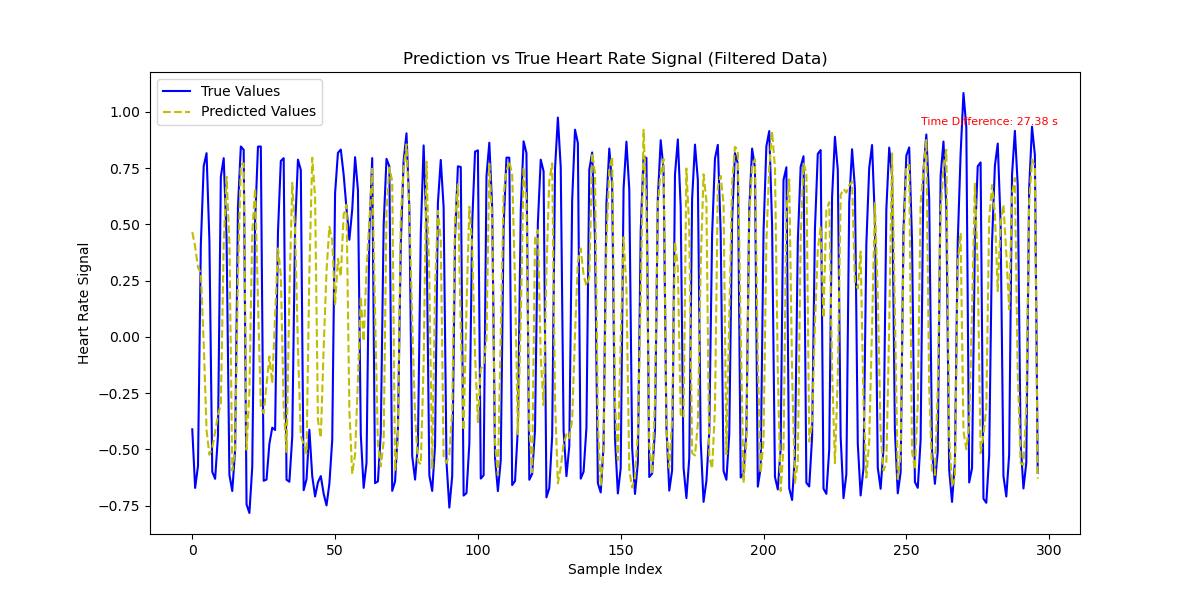 Prediction vs True Heart Rate Signal (Filtered Data)
True Values
Predicted Values
Time Difference: 27.38 s
Heart Rate Signal
1.00
0.75
0.50
0.25
0.00
−0.25
−0.50
−0.75
0 50 100 150 200 250 300
Sample Index